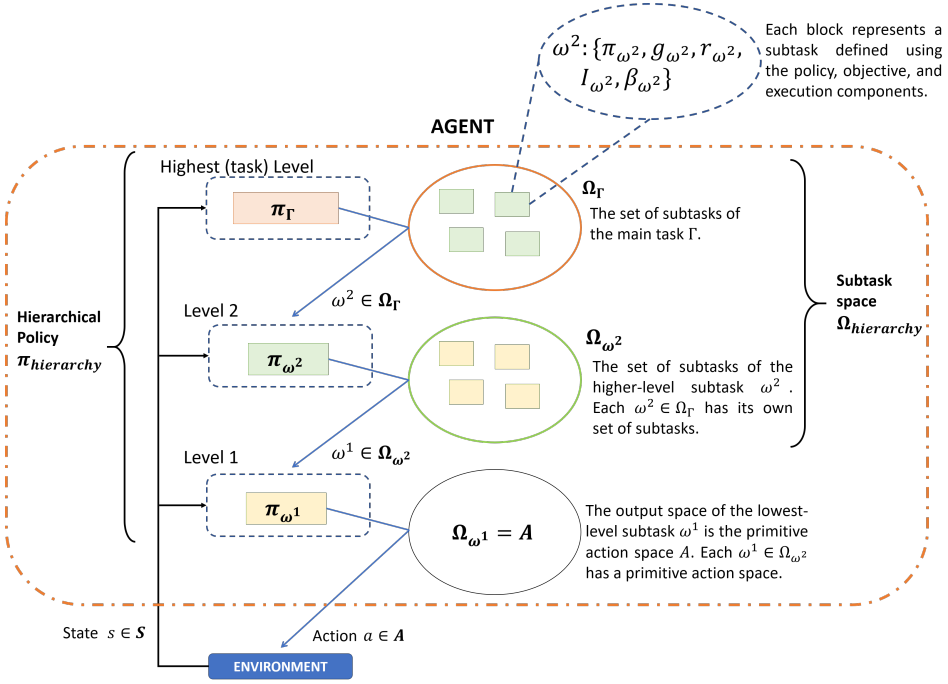 ω²: {π_ω², g_ω², r_ω²,
I_ω², β_ω²}
Each block represents a
subtask defined using
the policy, objective, and
execution components.
AGENT
Highest (task) Level
π_Γ
Ω_Γ
The set of subtasks of
the main task Γ.
ω² ∈ Ω_Γ
Hierarchical
Policy
π_hierarchy
Subtask
space
Ω_hierarchy
Level 2
π_ω²
Ω_ω²
The set of subtasks of the
higher-level subtask ω² .
Each ω² ∈ Ω_Γ has its own
set of subtasks.
ω¹ ∈ Ω_ω²
Level 1
π_ω¹
Ω_ω¹ = A
The output space of the lowest-
level subtask ω¹ is the primitive
action space A. Each ω¹ ∈ Ω_ω²
has a primitive action space.
State s ∈ S
Action a ∈ A
ENVIRONMENT